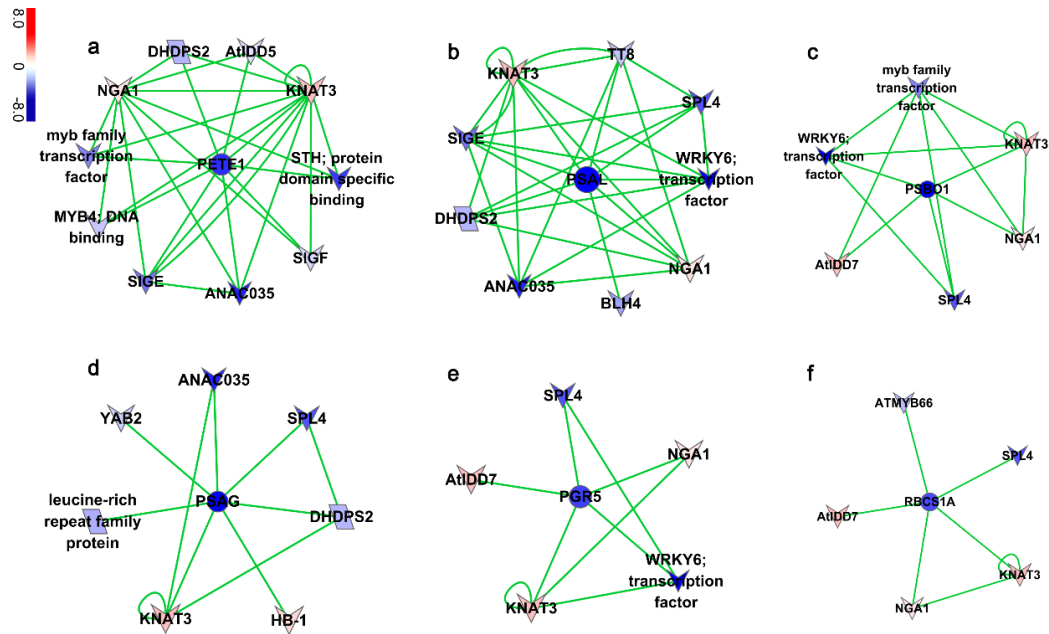 8.0
0
-8.0
a
DHDPS2
AtIDD5
NGA1
KNAT3
myb family
transcription
factor
PETE1
STH; protein
domain specific
binding
MYB4; DNA
binding
SIGF
SIGE
ANAC035
b
KNAT3
TT8
SPL4
SIGE
WRKY6;
transcription
factor
PSAL
DHDPS2
NGA1
ANAC035
BLH4
c
myb family
transcription
factor
WRKY6;
transcription
factor
KNAT3
PSBO1
NGA1
AtIDD7
SPL4
d
ANAC035
YAB2
SPL4
leucine-rich
repeat family
protein
PSAG
DHDPS2
KNAT3
HB-1
e
SPL4
NGA1
AtIDD7
PGR5
WRKY6;
transcription
factor
KNAT3
f
ATMYB66
SPL4
RBCS1A
AtIDD7
KNAT3
NGA1